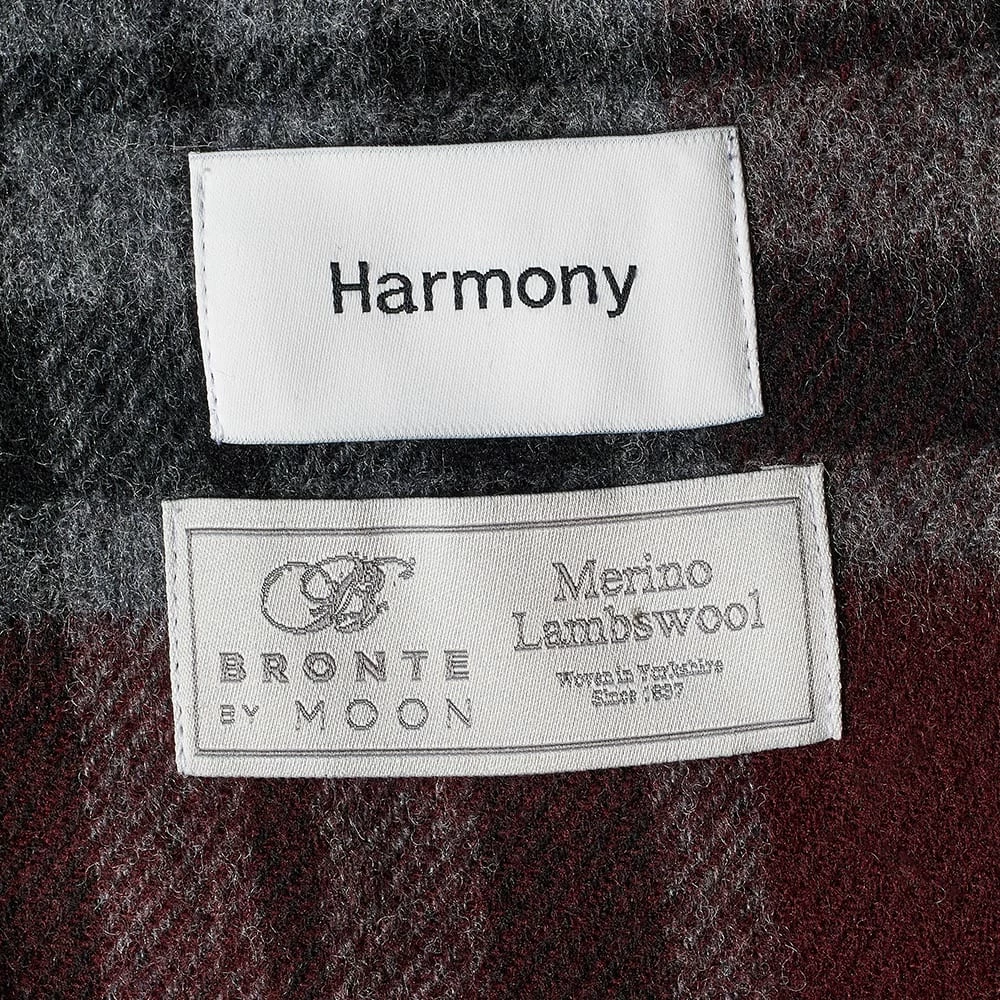 Harmony
BRONTE
BY MOON
Merino
Lambswool
Woven in Yorkshire
Since 1837